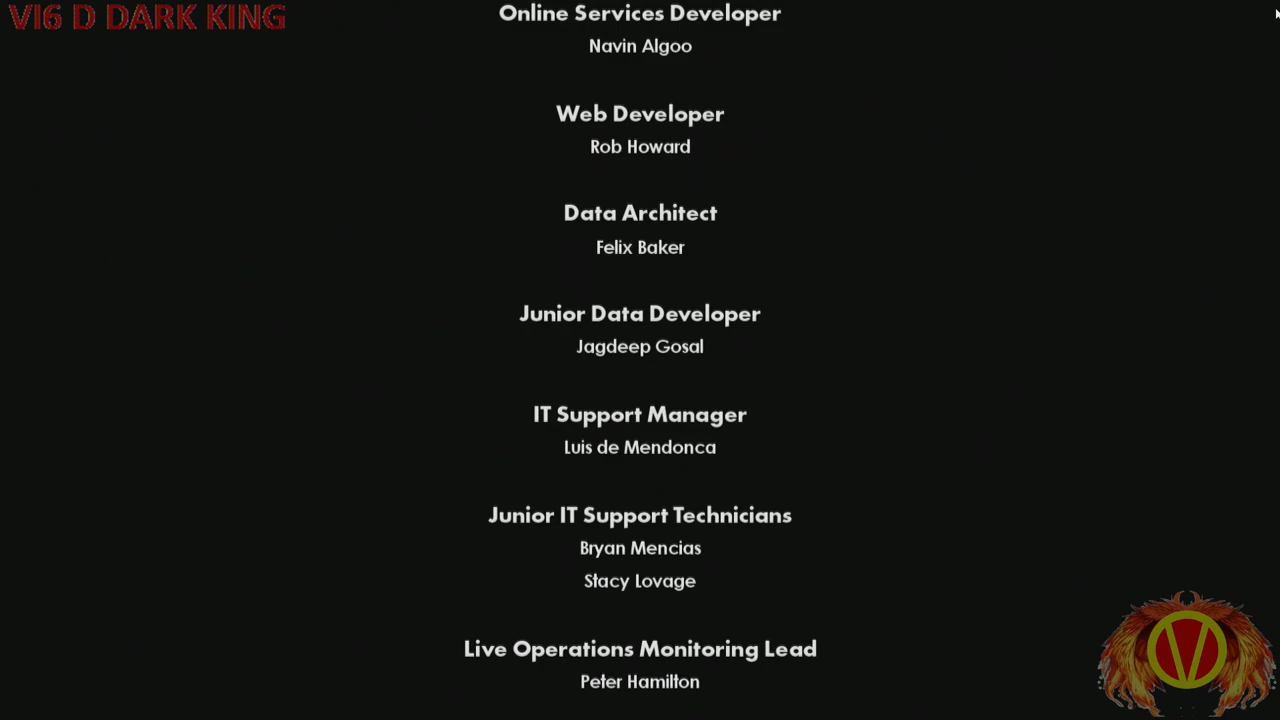 VI6 D DARK KING
Online Services Developer
Navin Algoo
Web Developer
Rob Howard
Data Architect
Felix Baker
Junior Data Developer
Jagdeep Gosal
IT Support Manager
Luis de Mendonca
Junior IT Support Technicians
Bryan Mencias
Stacy Lovage
Live Operations Monitoring Lead
Peter Hamilton
V